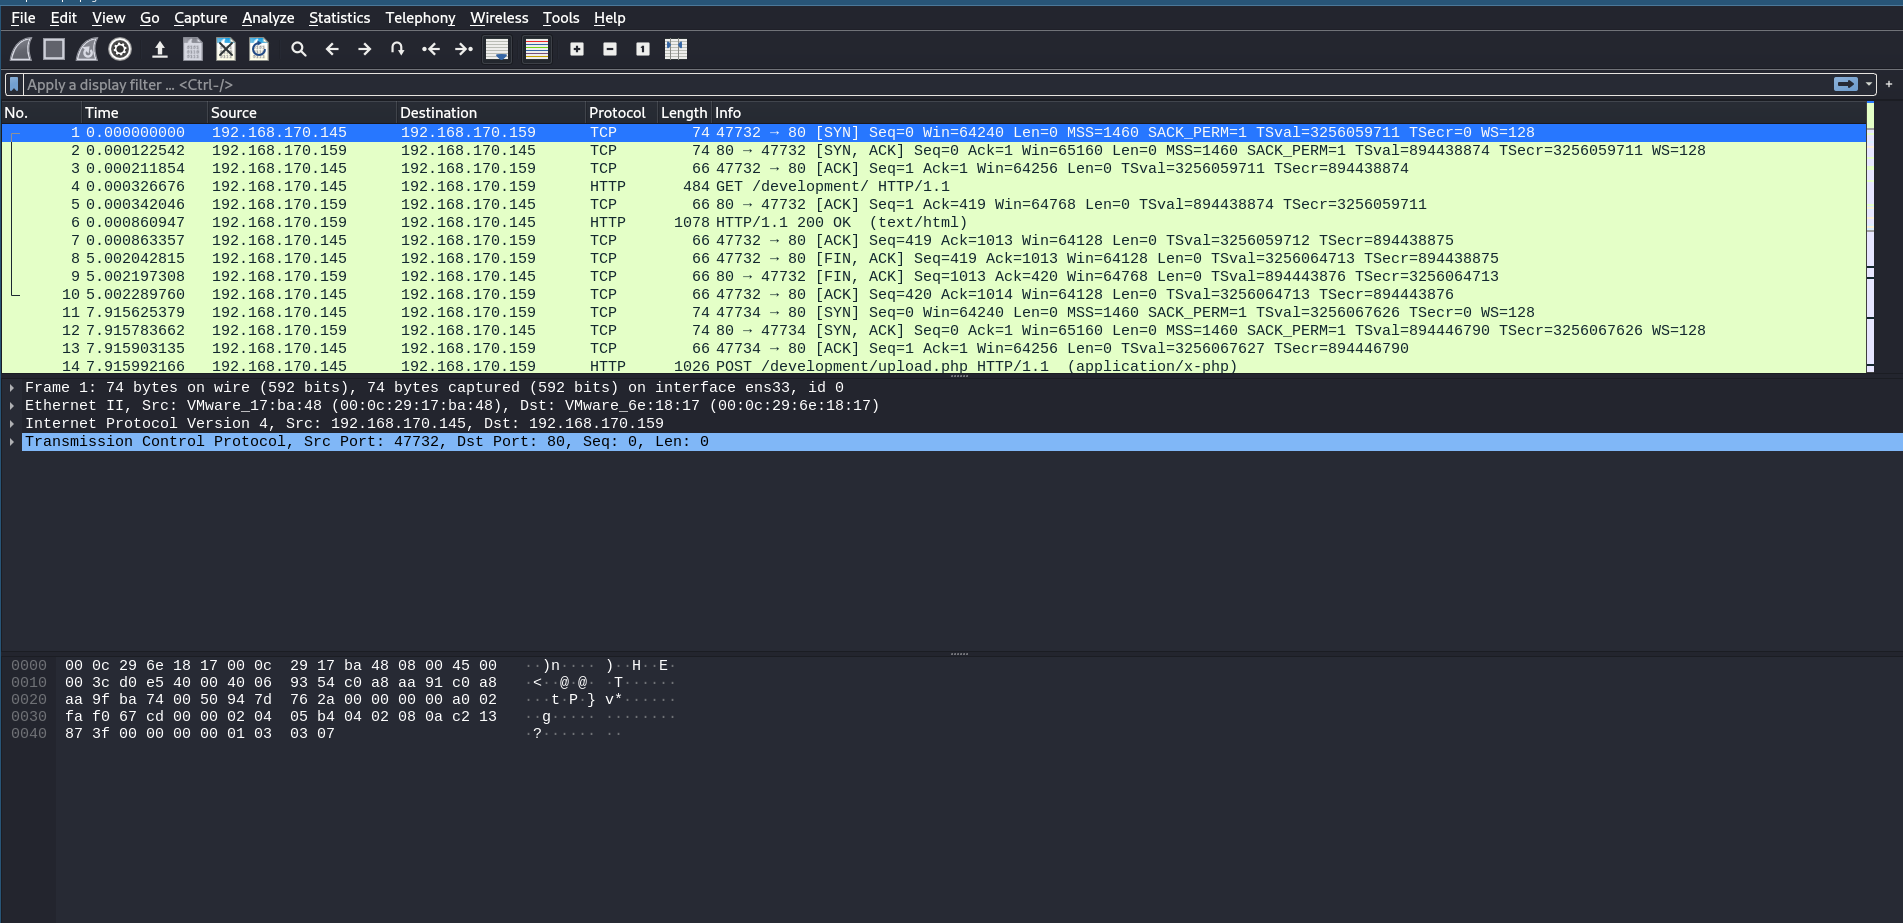 File Edit View Go Capture Analyze Statistics Telephony Wireless Tools Help
Apply a display filter ... <Ctrl-/>
No. Time Source Destination Protocol Length Info
1 0.000000000 192.168.170.145 192.168.170.159 TCP 74 47732 → 80 [SYN] Seq=0 Win=64240 Len=0 MSS=1460 SACK_PERM=1 TSval=3256059711 TSecr=0 WS=128
2 0.000122542 192.168.170.159 192.168.170.145 TCP 74 80 → 47732 [SYN, ACK] Seq=0 Ack=1 Win=65160 Len=0 MSS=1460 SACK_PERM=1 TSval=894438874 TSecr=3256059711 WS=128
3 0.000211854 192.168.170.145 192.168.170.159 TCP 66 47732 → 80 [ACK] Seq=1 Ack=1 Win=64256 Len=0 TSval=3256059711 TSecr=894438874
4 0.000326676 192.168.170.145 192.168.170.159 HTTP 484 GET /development/ HTTP/1.1
5 0.000342046 192.168.170.159 192.168.170.145 TCP 66 80 → 47732 [ACK] Seq=1 Ack=419 Win=64768 Len=0 TSval=894438874 TSecr=3256059711
6 0.000860947 192.168.170.159 192.168.170.145 HTTP 1078 HTTP/1.1 200 OK (text/html)
7 0.000863357 192.168.170.145 192.168.170.159 TCP 66 47732 → 80 [ACK] Seq=419 Ack=1013 Win=64128 Len=0 TSval=3256059712 TSecr=894438875
8 5.002042815 192.168.170.145 192.168.170.159 TCP 66 47732 → 80 [FIN, ACK] Seq=419 Ack=1013 Win=64128 Len=0 TSval=3256064713 TSecr=894438875
9 5.002197308 192.168.170.159 192.168.170.145 TCP 66 80 → 47732 [FIN, ACK] Seq=1013 Ack=420 Win=64768 Len=0 TSval=894443876 TSecr=3256064713
10 5.002289760 192.168.170.145 192.168.170.159 TCP 66 47732 → 80 [ACK] Seq=420 Ack=1014 Win=64128 Len=0 TSval=3256064713 TSecr=894443876
11 7.915625379 192.168.170.145 192.168.170.159 TCP 74 47734 → 80 [SYN] Seq=0 Win=64240 Len=0 MSS=1460 SACK_PERM=1 TSval=3256067626 TSecr=0 WS=128
12 7.915783662 192.168.170.159 192.168.170.145 TCP 74 80 → 47734 [SYN, ACK] Seq=0 Ack=1 Win=65160 Len=0 MSS=1460 SACK_PERM=1 TSval=894446790 TSecr=3256067626 WS=128
13 7.915903135 192.168.170.145 192.168.170.159 TCP 66 47734 → 80 [ACK] Seq=1 Ack=1 Win=64256 Len=0 TSval=3256067627 TSecr=894446790
14 7.915992166 192.168.170.145 192.168.170.159 HTTP 1026 POST /development/upload.php HTTP/1.1 (application/x-php)
Frame 1: 74 bytes on wire (592 bits), 74 bytes captured (592 bits) on interface ens33, id 0
Ethernet II, Src: VMware_17:ba:48 (00:0c:29:17:ba:48), Dst: VMware_6e:18:17 (00:0c:29:6e:18:17)
Internet Protocol Version 4, Src: 192.168.170.145, Dst: 192.168.170.159
Transmission Control Protocol, Src Port: 47732, Dst Port: 80, Seq: 0, Len: 0
0000 00 0c 29 6e 18 17 00 0c 29 17 ba 48 08 00 45 00 ··)n···· )··H··E·
0010 00 3c d0 e5 40 00 40 06 93 54 c0 a8 aa 91 c0 a8 ·<··@·@· ·T······
0020 aa 9f ba 74 00 50 94 7d 76 2a 00 00 00 00 a0 02 ···t·P·} v*······
0030 fa f0 67 cd 00 00 02 04 05 b4 04 02 08 0a c2 13 ··g····· ········
0040 87 3f 00 00 00 00 01 03 03 07 ·?······ ··